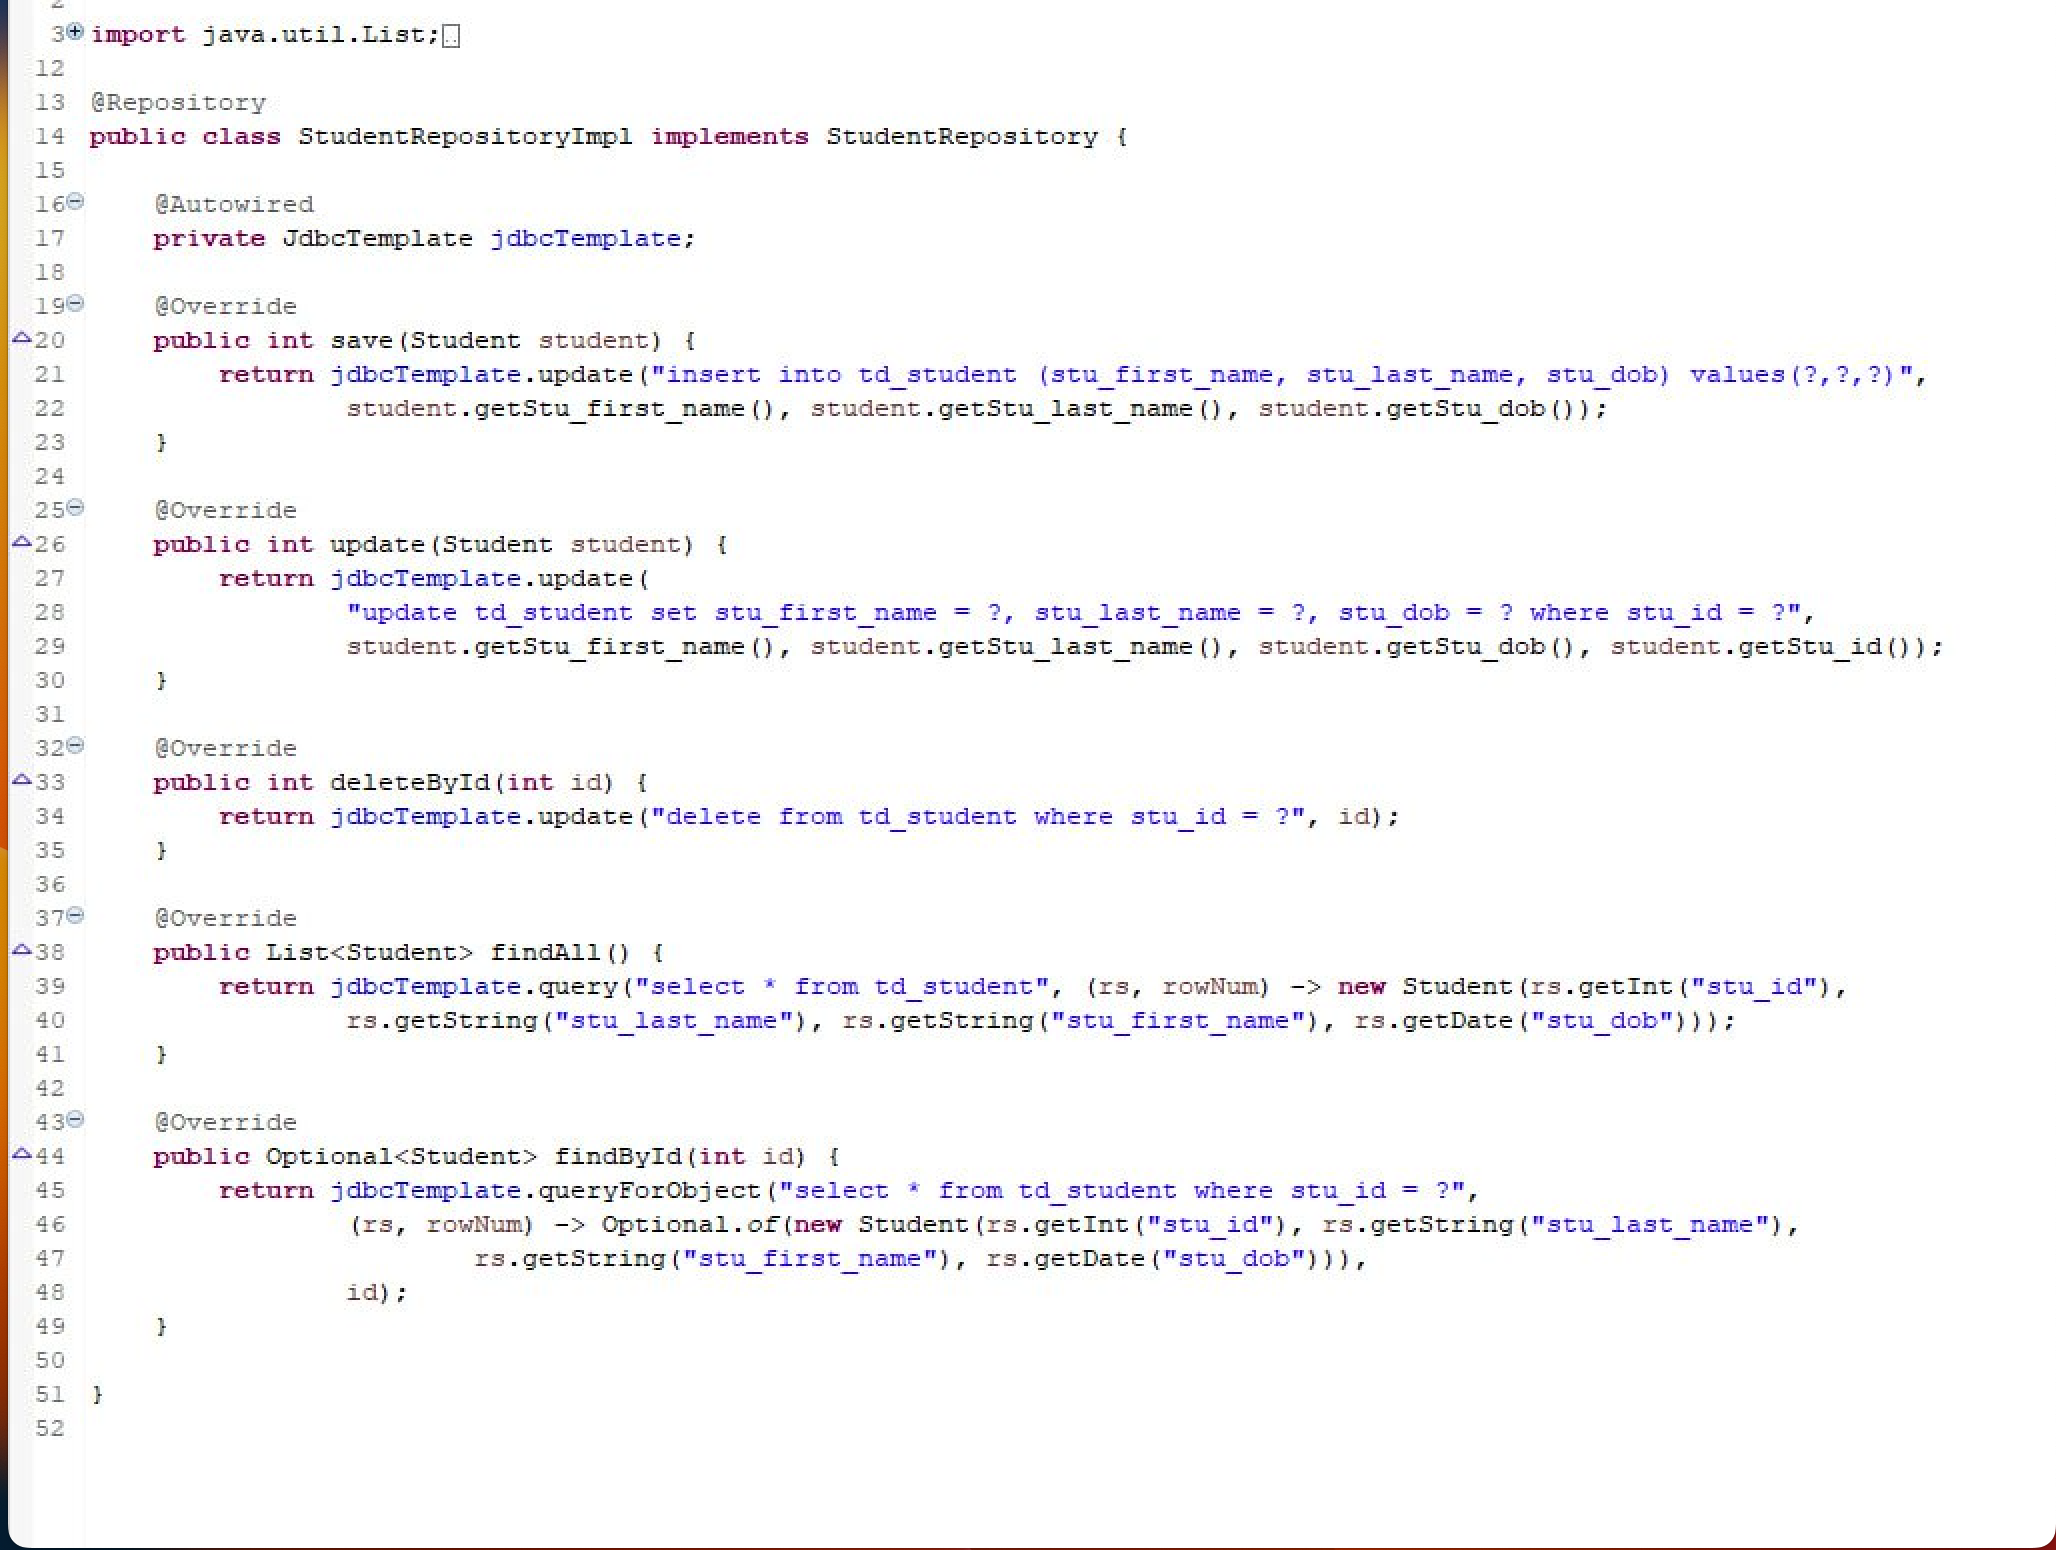 2
3 import java.util.List;
12
13 @Repository
14 public class StudentRepositoryImpl implements StudentRepository {
15
16     @Autowired
17     private JdbcTemplate jdbcTemplate;
18
19     @Override
20     public int save(Student student) {
21         return jdbcTemplate.update("insert into td_student (stu_first_name, stu_last_name, stu_dob) values(?,?,?)",
22                 student.getStu_first_name(), student.getStu_last_name(), student.getStu_dob());
23     }
24
25     @Override
26     public int update(Student student) {
27         return jdbcTemplate.update(
28                 "update td_student set stu_first_name = ?, stu_last_name = ?, stu_dob = ? where stu_id = ?",
29                 student.getStu_first_name(), student.getStu_last_name(), student.getStu_dob(), student.getStu_id());
30     }
31
32     @Override
33     public int deleteById(int id) {
34         return jdbcTemplate.update("delete from td_student where stu_id = ?", id);
35     }
36
37     @Override
38     public List<Student> findAll() {
39         return jdbcTemplate.query("select * from td_student", (rs, rowNum) -> new Student(rs.getInt("stu_id"),
40                 rs.getString("stu_last_name"), rs.getString("stu_first_name"), rs.getDate("stu_dob")));
41     }
42
43     @Override
44     public Optional<Student> findById(int id) {
45         return jdbcTemplate.queryForObject("select * from td_student where stu_id = ?",
46                 (rs, rowNum) -> Optional.of(new Student(rs.getInt("stu_id"), rs.getString("stu_last_name"),
47                         rs.getString("stu_first_name"), rs.getDate("stu_dob"))),
48                 id);
49     }
50
51 }
52